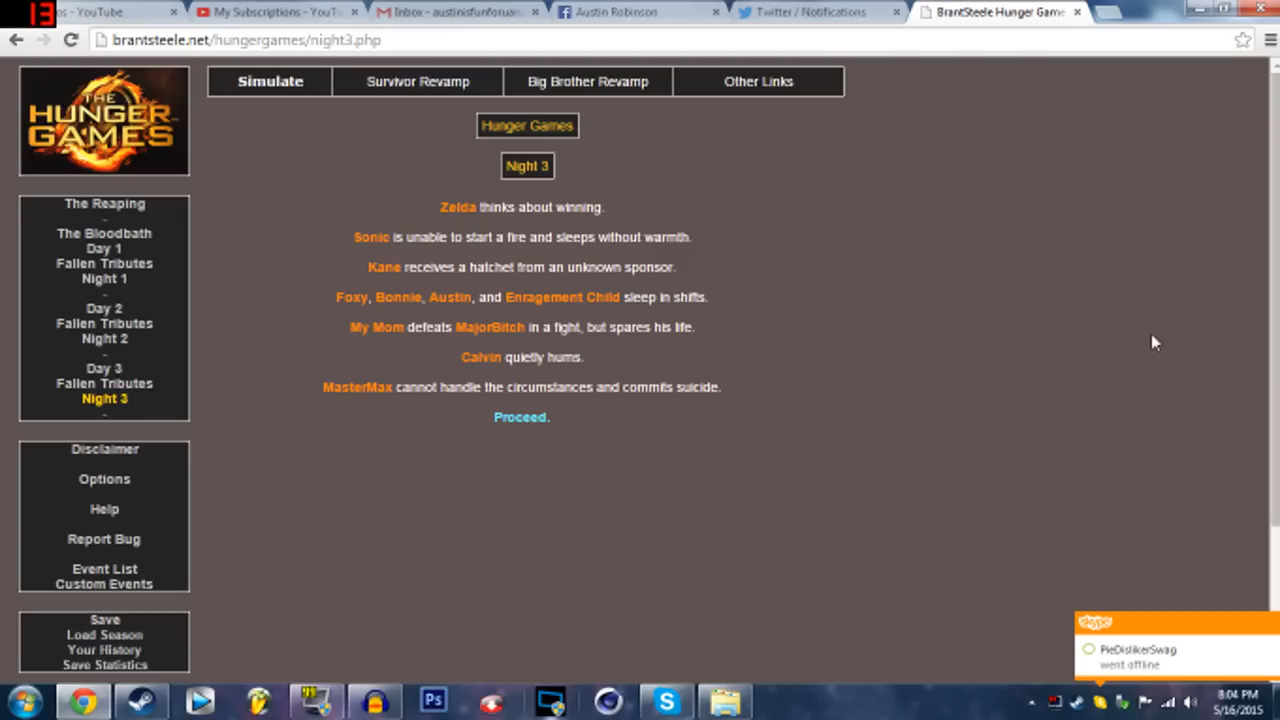 13
os - YouTube
My Subscriptions - YouTu
Inbox - austinisfunforuan
Austin Robinson
Twitter / Notifications
BrantSteele Hunger Game
brantsteele.net/hungergames/night3.php
THE
HUNGER
GAMES
Simulate
Survivor Revamp
Big Brother Revamp
Other Links
Hunger Games
Night 3
Zelda thinks about winning.
Sonic is unable to start a fire and sleeps without warmth.
Kane receives a hatchet from an unknown sponsor.
Foxy, Bonnie, Austin, and Enragement Child sleep in shifts.
My Mom defeats MajorBitch in a fight, but spares his life.
Calvin quietly hums.
MasterMax cannot handle the circumstances and commits suicide.
Proceed.
The Reaping
-
The Bloodbath
Day 1
Fallen Tributes
Night 1
-
Day 2
Fallen Tributes
Night 2
-
Day 3
Fallen Tributes
Night 3
-
Disclaimer
Options
Help
Report Bug
Event List
Custom Events
Save
Load Season
Your History
Save Statistics
skype
PieDislikerSwag
went offline
Ps
8:04 PM
5/16/2015